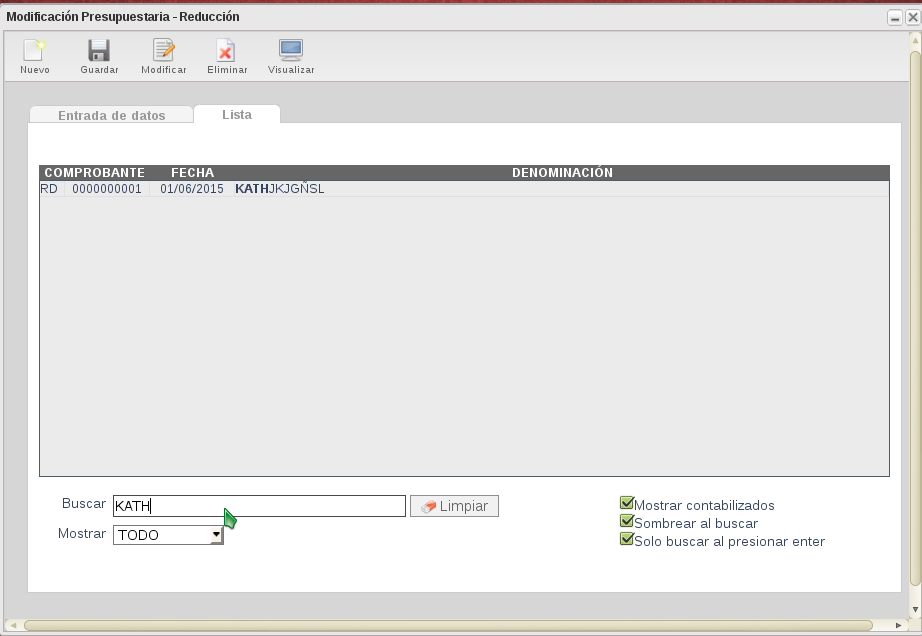 Modificación Presupuestaria - Reducción
Nuevo Guardar Modificar Eliminar Visualizar
Entrada de datos Lista
COMPROBANTE FECHA DENOMINACIÓN
RD 0000000001 01/06/2015 KATHJKJGÑSL
Buscar KATH Limpiar
Mostrar TODO
Mostrar contabilizados
Sombrear al buscar
Solo buscar al presionar enter